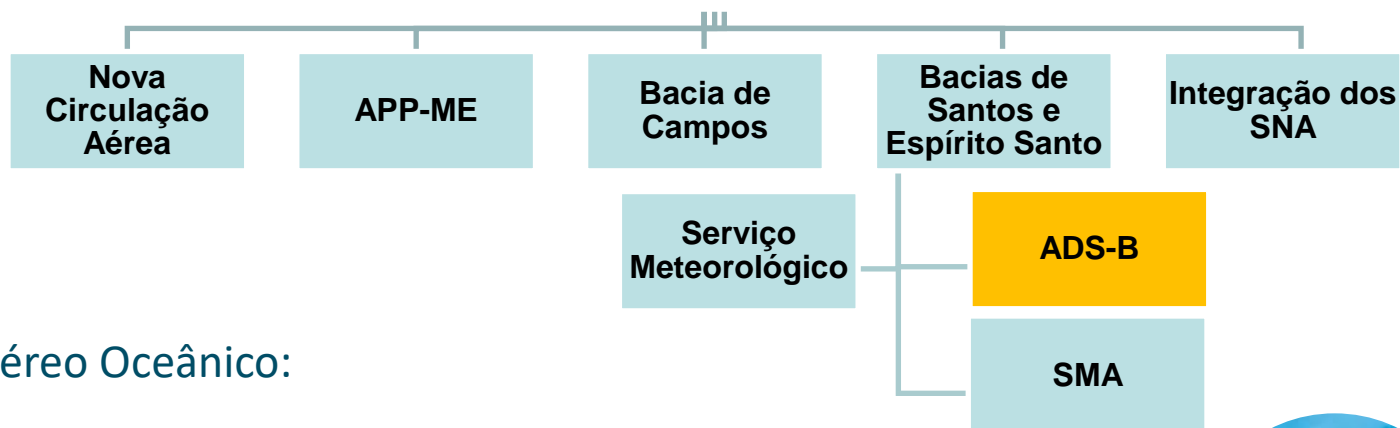 Nova
Circulação
Aérea
APP-ME
Bacia de
Campos
Bacias de
Santos e
Espírito Santo
Integração dos
SNA
Serviço
Meteorológico
ADS-B
SMA
éreo Oceânico: